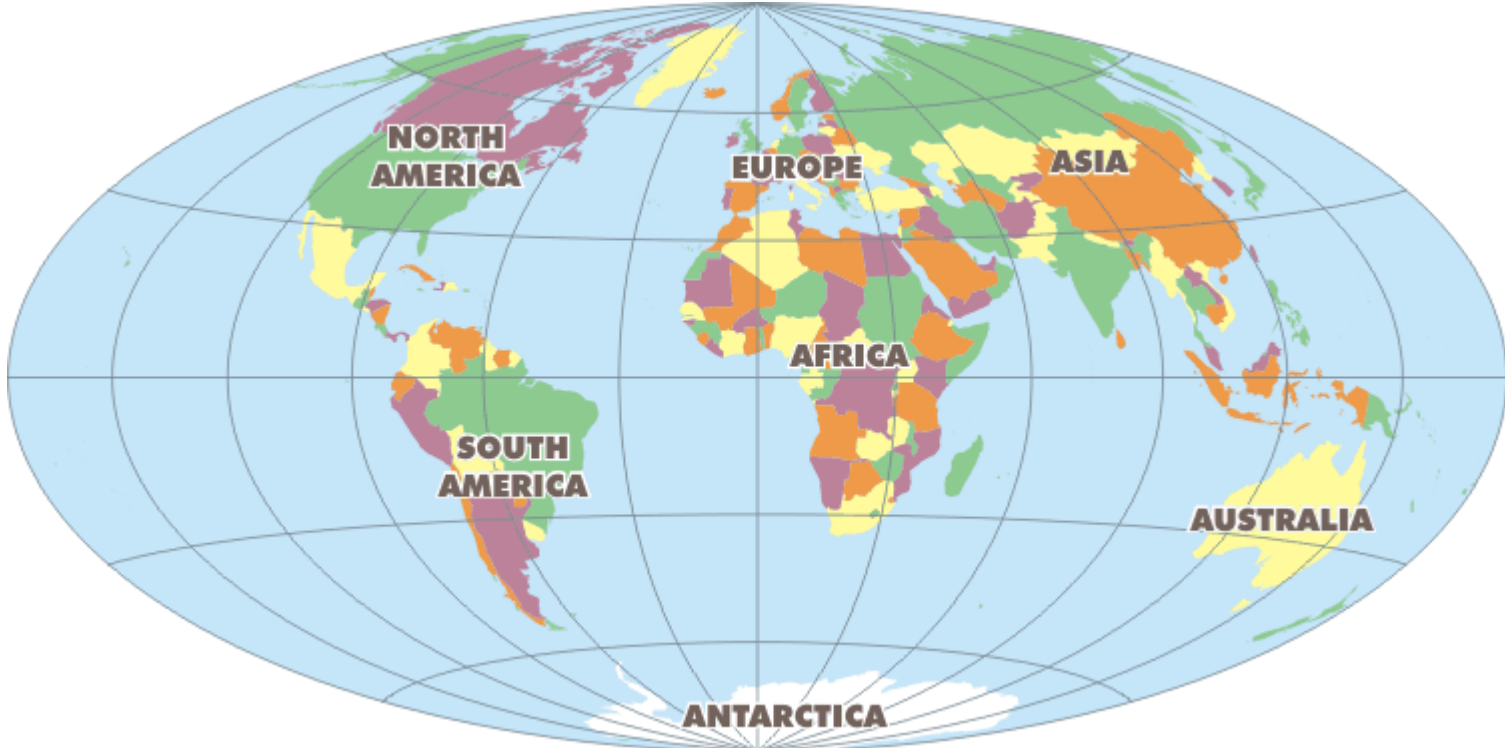 NORTH
AMERICA
EUROPE
ASIA
AFRICA
SOUTH
AMERICA
AUSTRALIA
ANTARCTICA